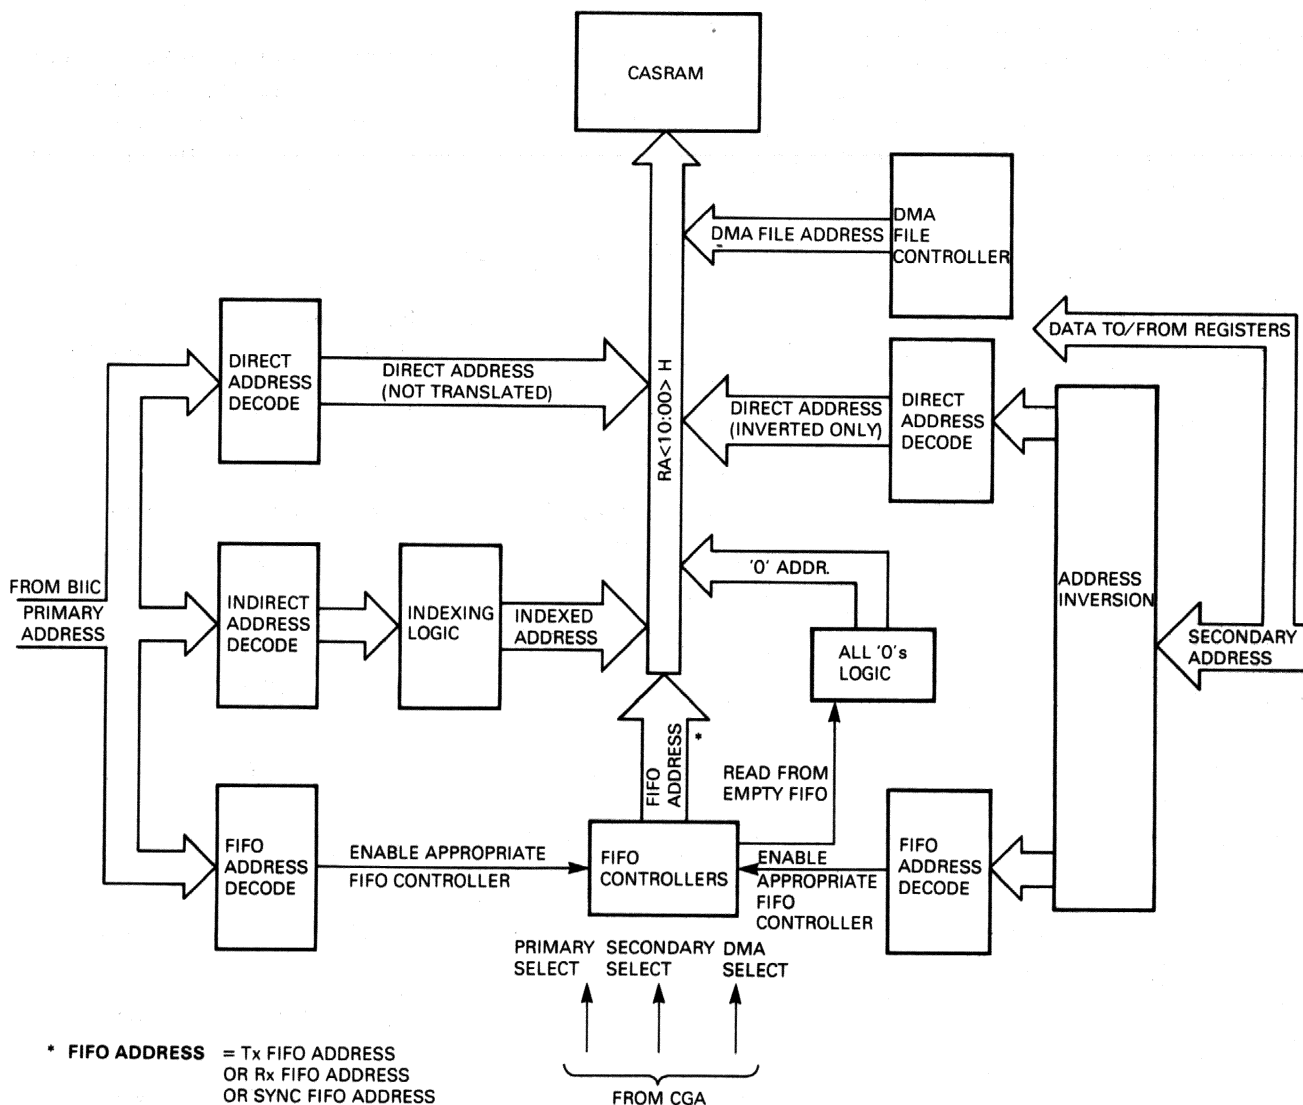 CASRAM
DMA
FILE
CONTROLLER
DMA FILE ADDRESS
DATA TO/FROM REGISTERS
DIRECT
ADDRESS
DECODE
DIRECT ADDRESS
(NOT TRANSLATED)
RA<10:00> H
DIRECT ADDRESS
(INVERTED ONLY)
DIRECT
ADDRESS
DECODE
FROM BIIC
PRIMARY
ADDRESS
INDIRECT
ADDRESS
DECODE
INDEXING
LOGIC
INDEXED
ADDRESS
'0' ADDR.
ALL '0's
LOGIC
ADDRESS
INVERSION
SECONDARY
ADDRESS
FIFO
ADDRESS
*
READ FROM
EMPTY FIFO
FIFO
ADDRESS
DECODE
ENABLE APPROPRIATE
FIFO CONTROLLER
FIFO
CONTROLLERS
ENABLE
APPROPRIATE
FIFO
CONTROLLER
FIFO
ADDRESS
DECODE
PRIMARY
SELECT
SECONDARY
SELECT
DMA
SELECT
FROM CGA
* FIFO ADDRESS = Tx FIFO ADDRESS
OR Rx FIFO ADDRESS
OR SYNC FIFO ADDRESS